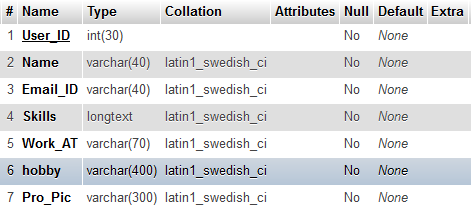 # Name Type Collation Attributes Null Default Extra
1 User_ID int(30) No None
2 Name varchar(40) latin1_swedish_ci No None
3 Email_ID varchar(40) latin1_swedish_ci No None
4 Skills longtext latin1_swedish_ci No None
5 Work_AT varchar(70) latin1_swedish_ci No None
6 hobby varchar(400) latin1_swedish_ci No None
7 Pro_Pic varchar(300) latin1_swedish_ci No None